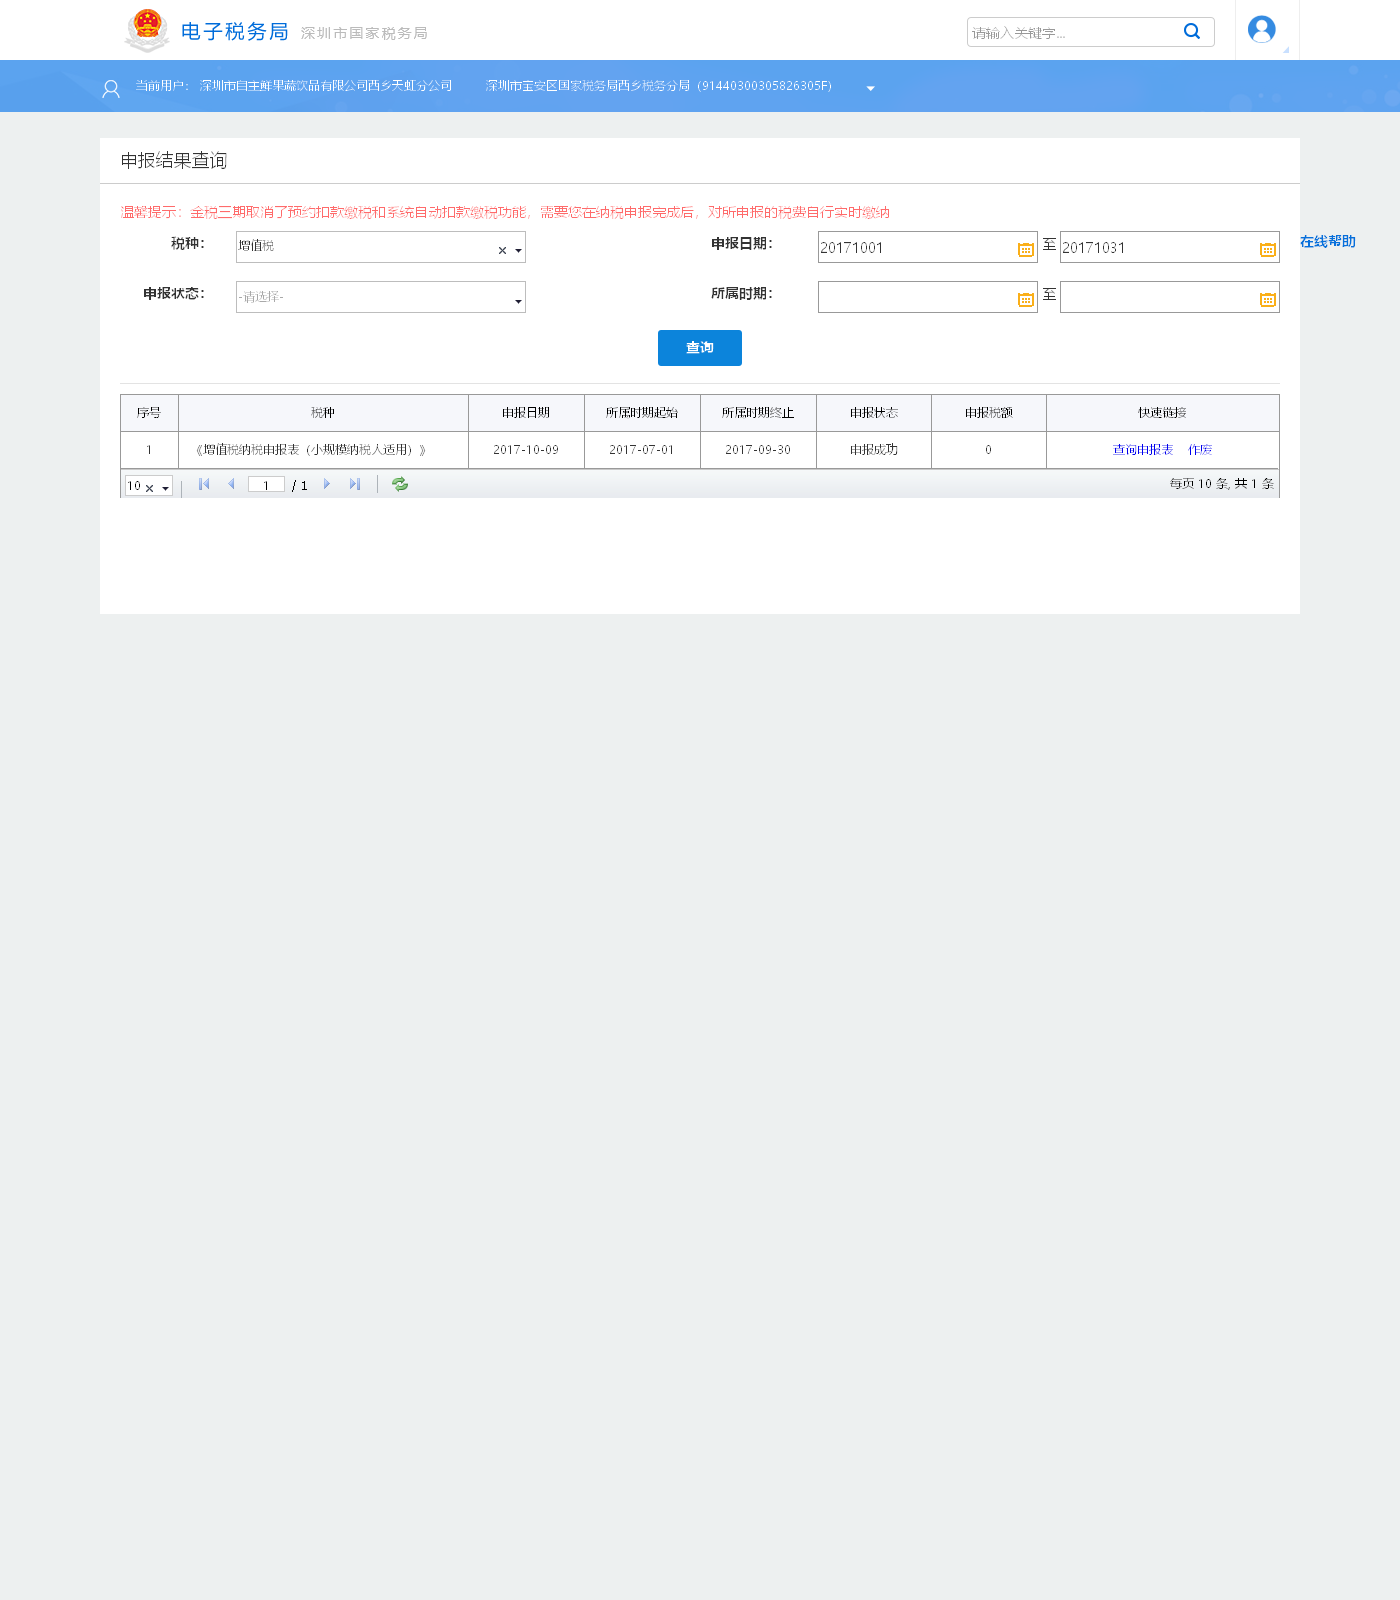 电子税务局 深圳市国家税务局
请输入关键字...
当前用户： 深圳市自主鲜果蔬饮品有限公司西乡天虹分公司 深圳市宝安区国家税务局西乡税务分局（91440300305826305F）
申报结果查询
温馨提示：金税三期取消了预约扣款缴税和系统自动扣款缴税功能，需要您在纳税申报完成后，对所申报的税费自行实时缴纳
税种： 增值税 申报日期： 20171001 至 20171031 在线帮助
申报状态： -请选择- 所属时期： 至
查询
序号 税种 申报日期 所属时期起始 所属时期终止 申报状态 申报税额 快速链接
1 《增值税纳税申报表（小规模纳税人适用）》 2017-10-09 2017-07-01 2017-09-30 申报成功 0 查询申报表 作废
10 1 / 1 每页 10 条, 共 1 条